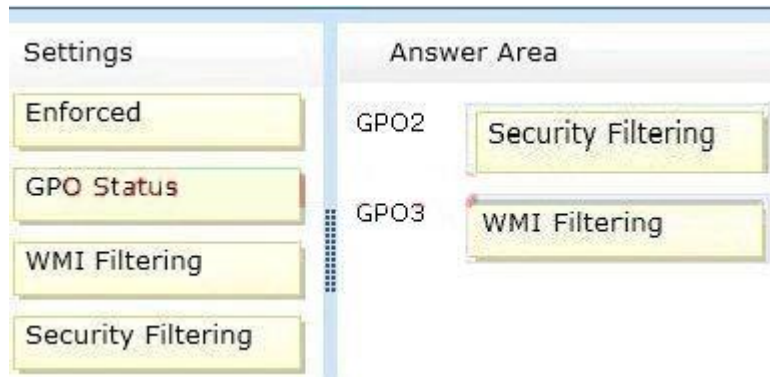 Settings
Answer Area
Enforced
GPO2
Security Filtering
GPO Status
GPO3
WMI Filtering
WMI Filtering
Security Filtering